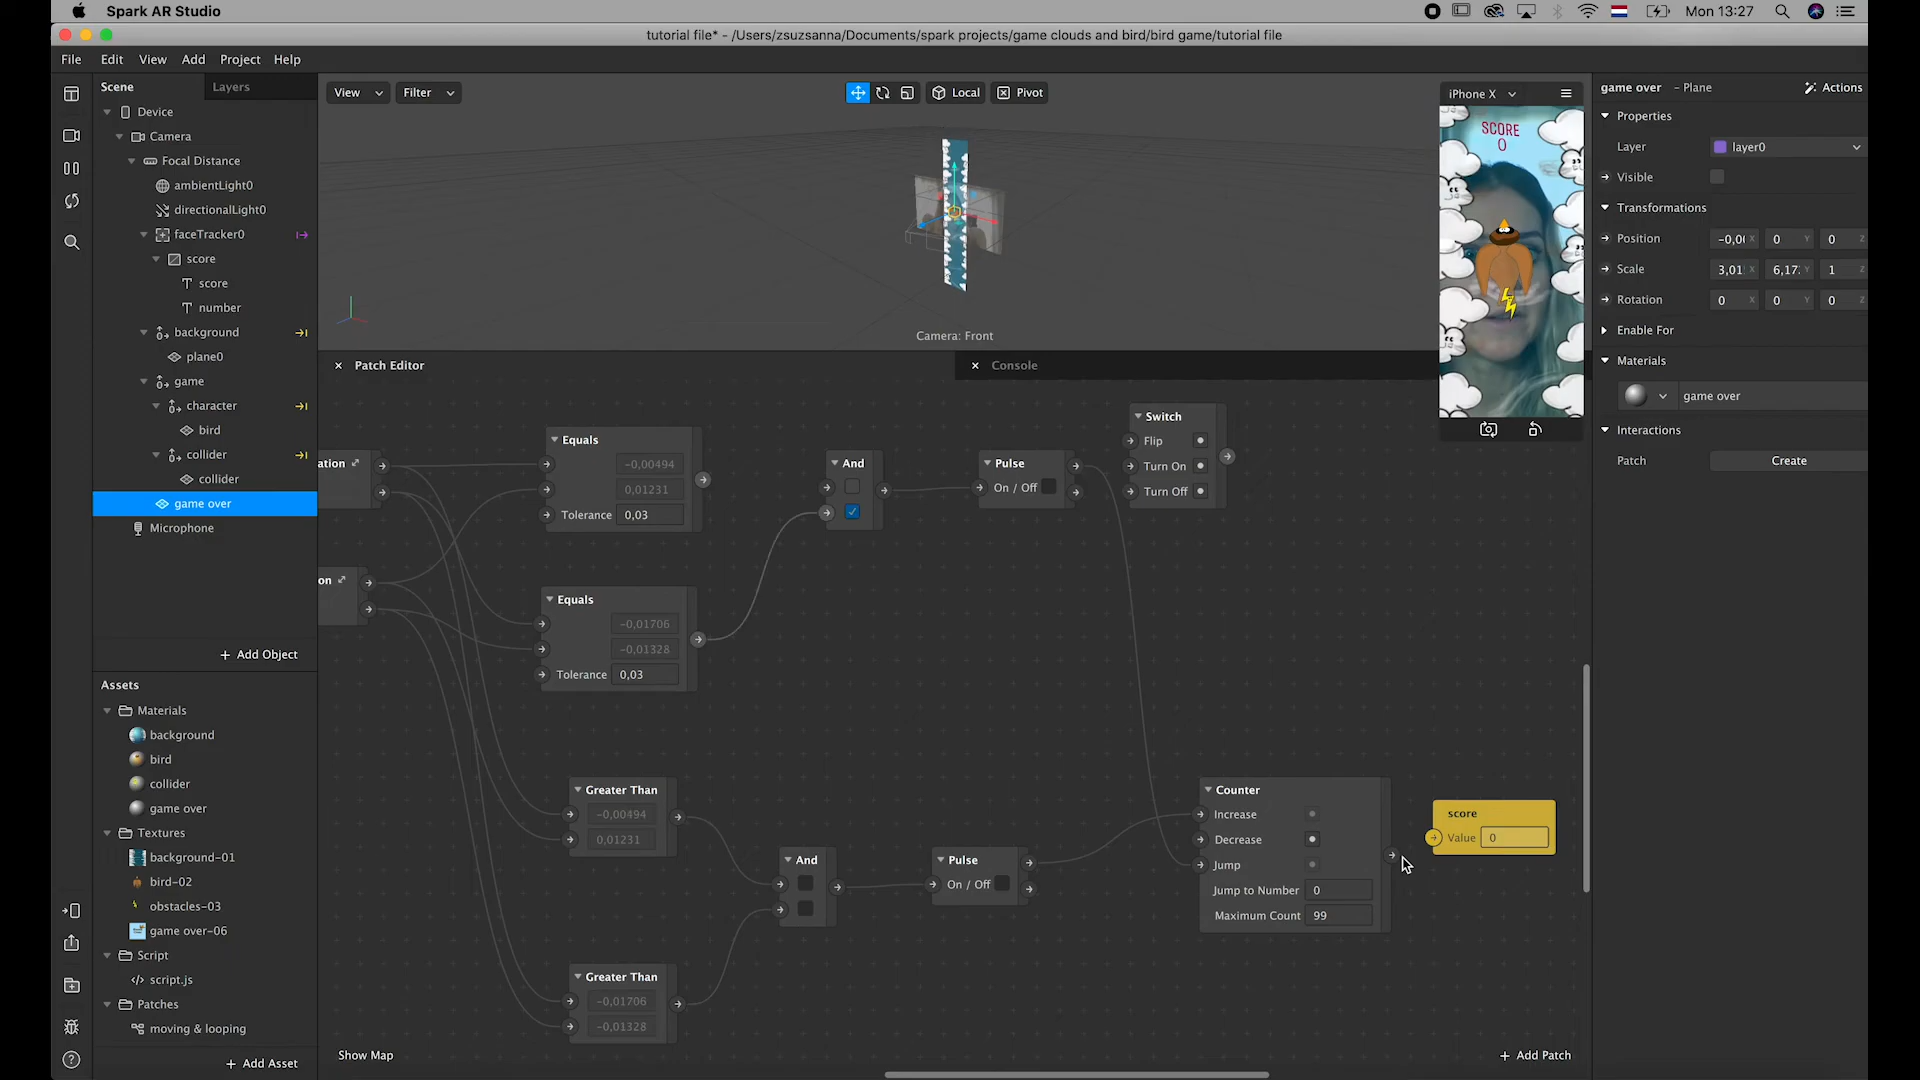 Spark AR Studio
Mon 13:27
tutorial file* - /Users/zsuzsanna/Documents/spark projects/game clouds and bird/bird game/tutorial file
File Edit View Add Project Help
Scene Layers
Device
Camera
Focal Distance
ambientLight0
directionalLight0
faceTracker0
score
score
number
background
plane0
game
character
bird
collider
collider
game over
Microphone
+ Add Object
Assets
Materials
background
bird
collider
game over
Textures
background-01
bird-02
obstacles-03
game over-06
Script
script.js
Patches
moving & looping
+ Add Asset
View Filter
Local Pivot
Camera: Front
iPhone X
SCORE
0
Patch Editor
Console
ation
on
Equals
-0,00494
0,01231
Tolerance 0,03
Equals
-0,01706
-0,01328
Tolerance 0,03
And
Pulse
On / Off
Switch
Flip
Turn On
Turn Off
Greater Than
-0,00494
0,01231
And
Pulse
On / Off
Counter
Increase
Decrease
Jump
Jump to Number 0
Maximum Count 99
score
Value 0
Greater Than
-0,01706
-0,01328
Show Map
+ Add Patch
game over - Plane Actions
Properties
Layer layer0
Visible
Transformations
Position -0,0 X 0 Y 0 Z
Scale 3,01 X 6,17 Y 1 Z
Rotation 0 X 0 Y 0 Z
Enable For
Materials
game over
Interactions
Patch Create